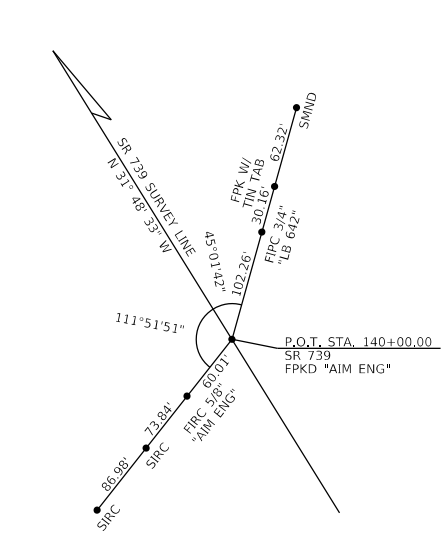 SMND
62.32'
FPK W/
TIN TAB
30.16'
FIPC 3/4"
"LB 642"
102.26'
SR 739 SURVEY LINE
N 31° 48' 33" W
45°01'42"
111°51'51"
P.O.T. STA. 140+00.00
SR 739
FPKD "AIM ENG"
60.01'
FIRC 5/8"
"AIM ENG"
73.84'
SIRC
86.98'
SIRC